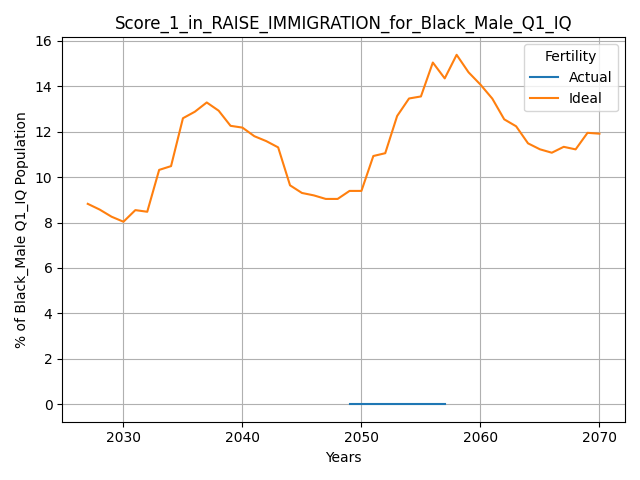 Score_1_in_RAISE_IMMIGRATION_for_Black_Male_Q1_IQ
% of Black_Male Q1_IQ Population
16
14
12
10
8
6
4
2
0
Fertility
Actual
Ideal
2030 2040 2050 2060 2070
Years